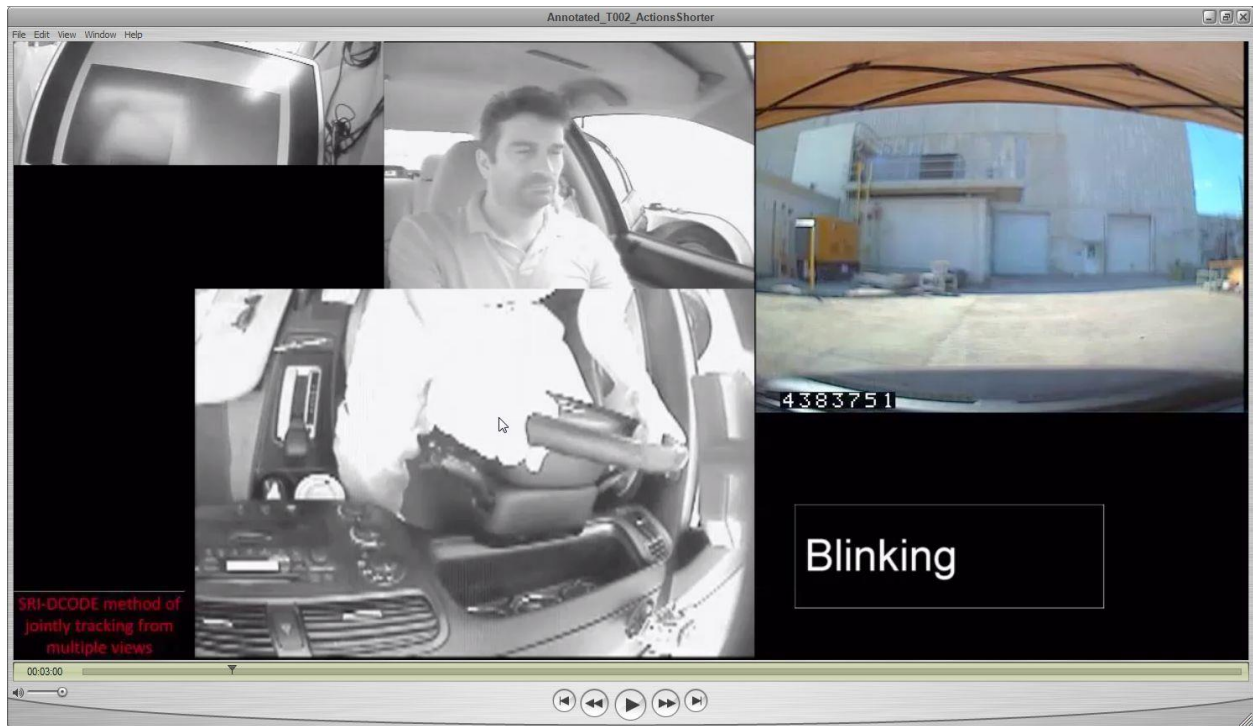 Annotated_T002_ActionsShorter
File Edit View Window Help
4383751
Blinking
SRI-DCODE method of
jointly tracking from
multiple views
00:03:00